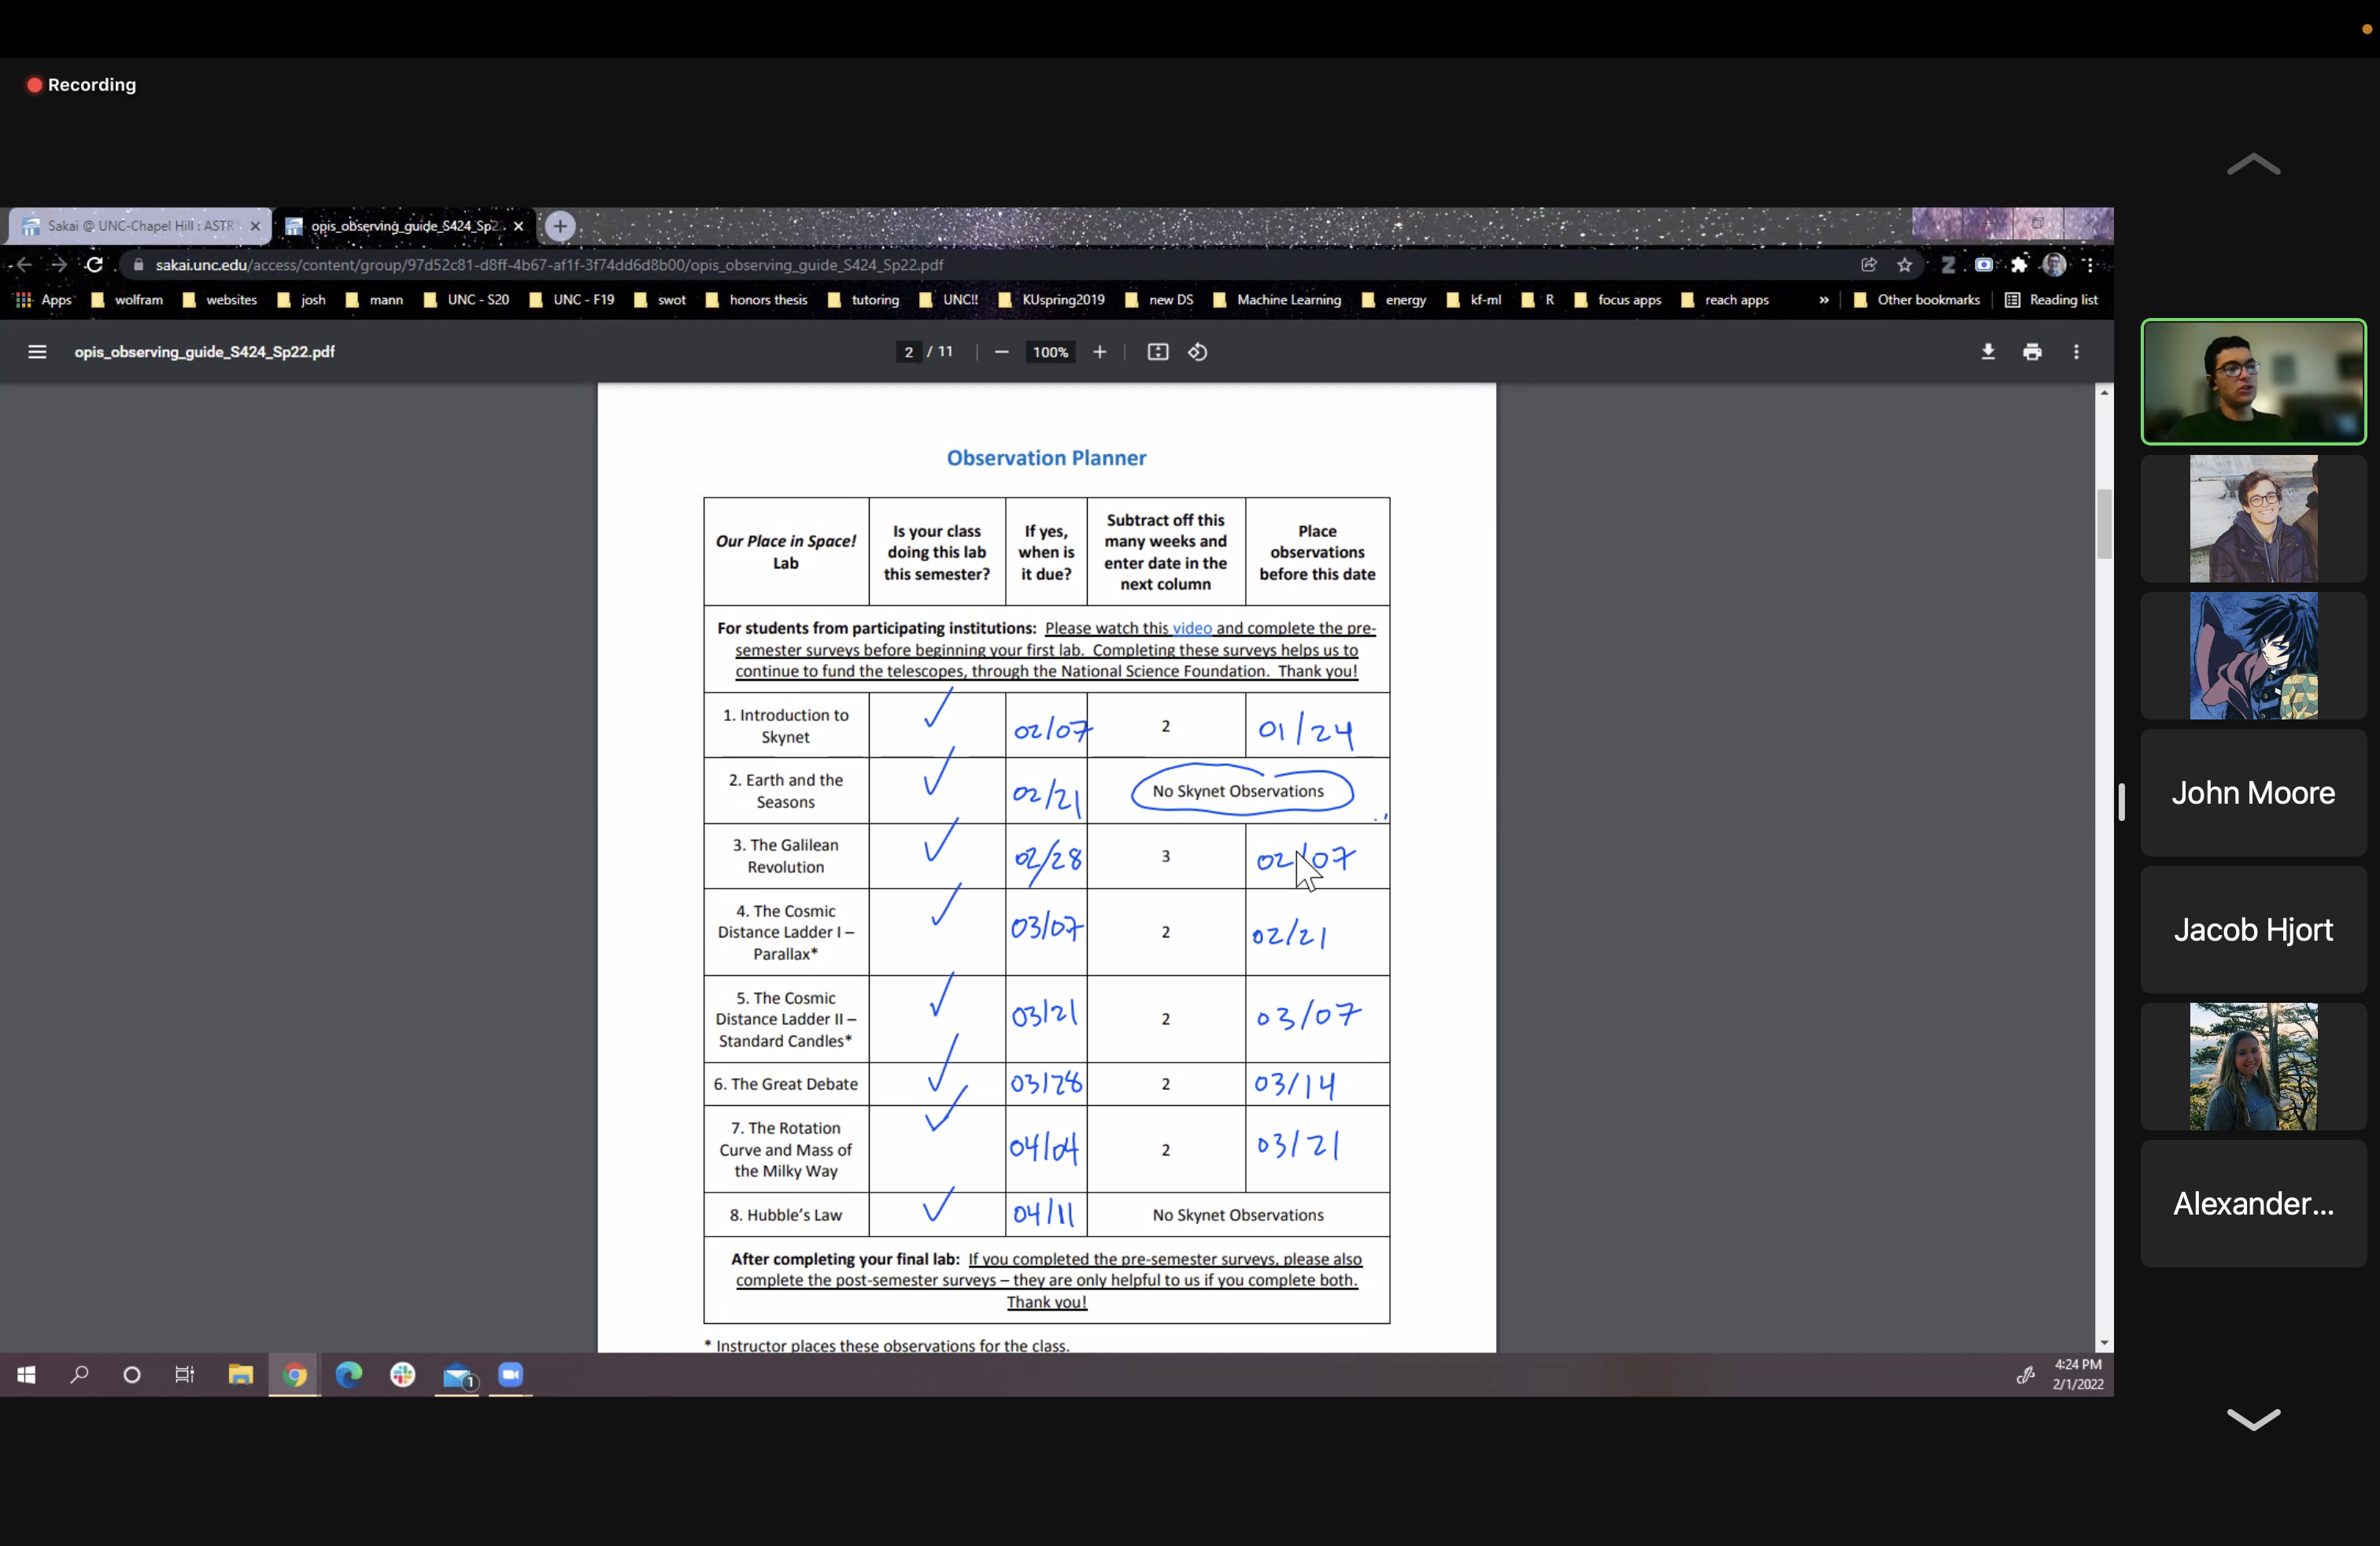 Recording
Sakai @ UNC-Chapel Hill : ASTR
opis_observing_guide_S424_Sp2
sakai.unc.edu/access/content/group/97d52c81-d8ff-4b67-af1f-3f74dd6d8b00/opis_observing_guide_S424_Sp22.pdf
Apps wolfram websites josh mann UNC - S20 UNC - F19 swot honors thesis tutoring UNC!! KUspring2019 new DS Machine Learning energy kf-ml R focus apps reach apps » Other bookmarks Reading list
opis_observing_guide_S424_Sp22.pdf 2 / 11 — 100% +
Observation Planner
Our Place in Space!
Lab
Is your class
doing this lab
this semester?
If yes,
when is
it due?
Subtract off this
many weeks and
enter date in the
next column
Place
observations
before this date
For students from participating institutions: Please watch this video and complete the pre-
semester surveys before beginning your first lab. Completing these surveys helps us to
continue to fund the telescopes, through the National Science Foundation. Thank you!
1. Introduction to
Skynet
02/07
2
01/24
2. Earth and the
Seasons
02/21
No Skynet Observations
3. The Galilean
Revolution
02/28
3
02/07
4. The Cosmic
Distance Ladder I –
Parallax*
03/07
2
02/21
5. The Cosmic
Distance Ladder II –
Standard Candles*
03/21
2
03/07
6. The Great Debate
03/28
2
03/14
7. The Rotation
Curve and Mass of
the Milky Way
04/04
2
03/21
8. Hubble's Law
04/11
No Skynet Observations
After completing your final lab: If you completed the pre-semester surveys, please also
complete the post-semester surveys – they are only helpful to us if you complete both.
Thank you!
* Instructor places these observations for the class.
1
4:24 PM
2/1/2022
John Moore
Jacob Hjort
Alexander...